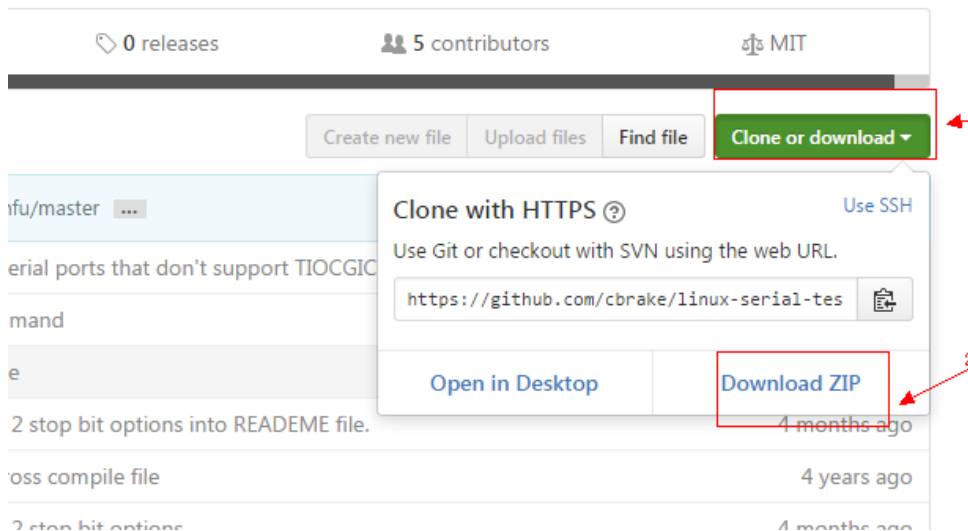 0 releases
5 contributors
MIT
Create new file
Upload files
Find file
Clone or download
nfu/master ...
Clone with HTTPS
Use SSH
Use Git or checkout with SVN using the web URL.
erial ports that don't support TIOCGIC
https://github.com/cbrake/linux-serial-tes
mand
e
Open in Desktop
Download ZIP
2 stop bit options into READEME file.
4 months ago
ross compile file
4 years ago
2 stop bit options
4 months ago